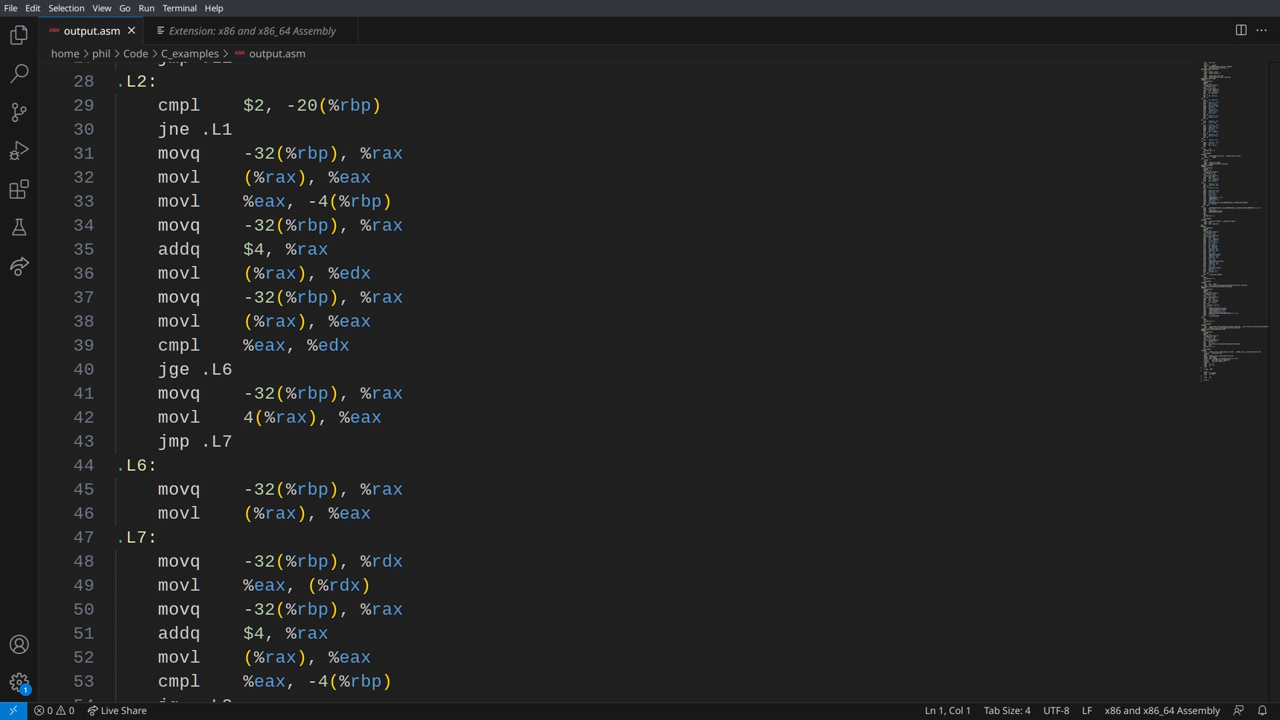 File Edit Selection View Go Run Terminal Help
output.asm Extension: x86 and x86_64 Assembly
home > phil > Code > C_examples > output.asm
28 .L2:
29 cmpl $2, -20(%rbp)
30 jne .L1
31 movq -32(%rbp), %rax
32 movl (%rax), %eax
33 movl %eax, -4(%rbp)
34 movq -32(%rbp), %rax
35 addq $4, %rax
36 movl (%rax), %edx
37 movq -32(%rbp), %rax
38 movl (%rax), %eax
39 cmpl %eax, %edx
40 jge .L6
41 movq -32(%rbp), %rax
42 movl 4(%rax), %eax
43 jmp .L7
44 .L6:
45 movq -32(%rbp), %rax
46 movl (%rax), %eax
47 .L7:
48 movq -32(%rbp), %rdx
49 movl %eax, (%rdx)
50 movq -32(%rbp), %rax
51 addq $4, %rax
52 movl (%rax), %eax
53 cmpl %eax, -4(%rbp)
1
0 0 Live Share Ln 1, Col 1 Tab Size: 4 UTF-8 LF x86 and x86_64 Assembly